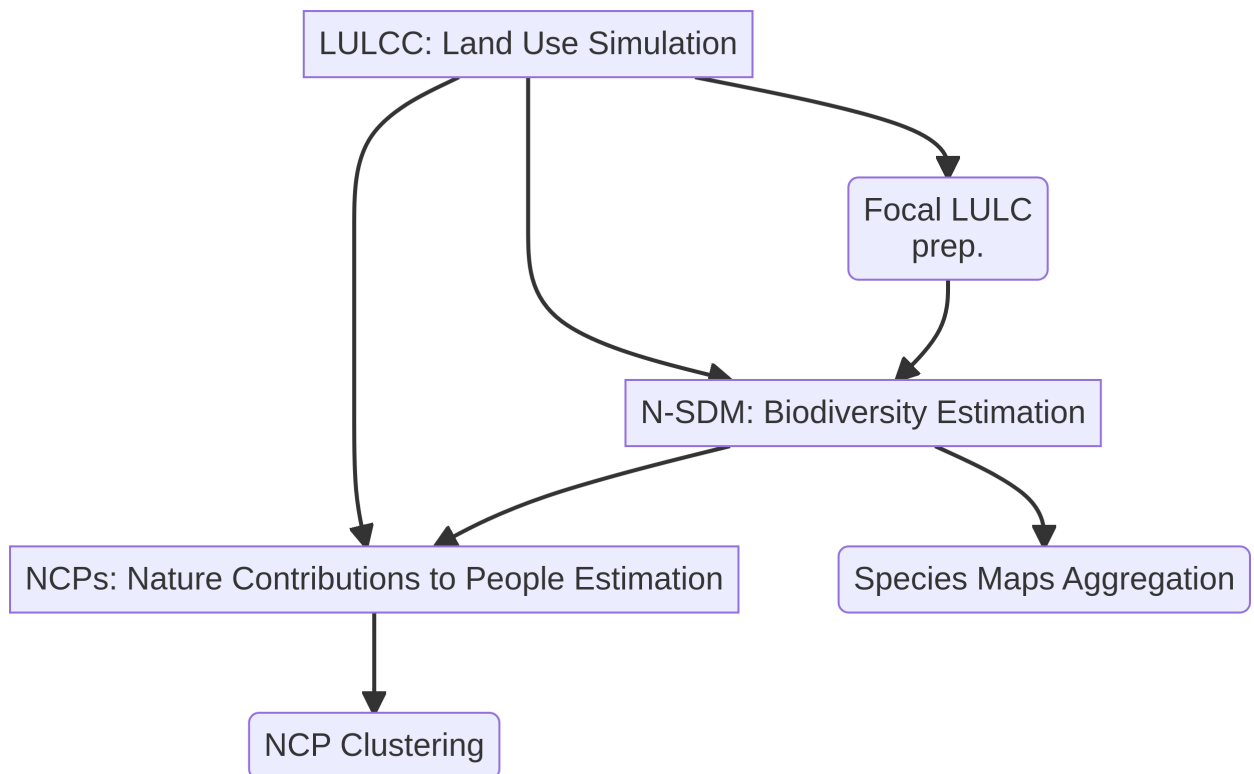 LULCC: Land Use Simulation
Focal LULC
prep.
N-SDM: Biodiversity Estimation
NCPs: Nature Contributions to People Estimation
Species Maps Aggregation
NCP Clustering